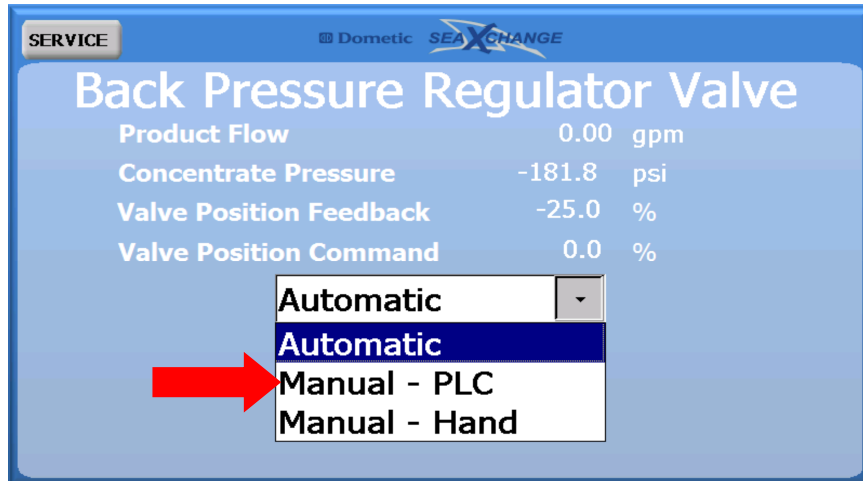 SERVICE
Dometic SEAXCHANGE
Back Pressure Regulator Valve
Product Flow 0.00 gpm
Concentrate Pressure -181.8 psi
Valve Position Feedback -25.0 %
Valve Position Command 0.0 %
Automatic
Automatic
Manual - PLC
Manual - Hand